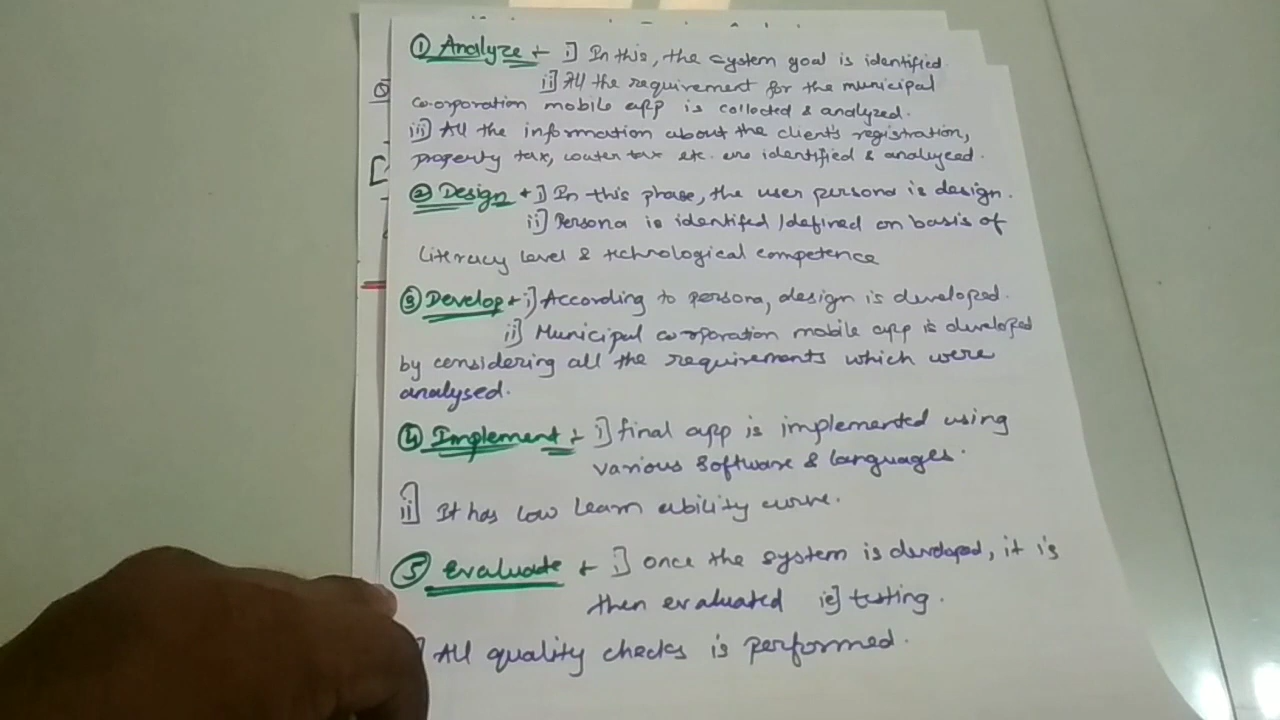 ① Analyze :- i] In this, the system goal is identified.
ii] All the requirement for the municipal
co.orporation mobile app is collected & analyzed.
iii] All the information about the client's registration,
property tax, water tax etc. are identified & analyzed.
② Design :- i] In this phase, the user persona is design.
ii] Persona is identifed /defined on basis of
Literacy level & technological competence
③ Develop :- i] According to persona, design is developed.
ii] Municipal co-orporation mobile app is developed
by considering all the requirements which were
analysed.
④ Implement :- i] final app is implemented using
various software & languages.
ii] It has low learn ability curve.
⑤ Evaluate :- i] once the system is developed, it is
then evaluated ie] testing.
] All quality checks is performed.